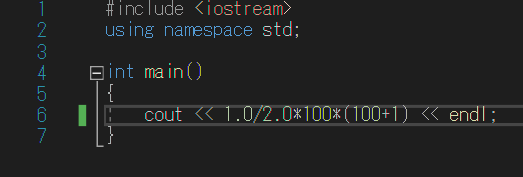 1 #include <iostream>
2 using namespace std;
3
4 int main()
5 {
6 cout << 1.0/2.0*100*(100+1) << endl;
7 }